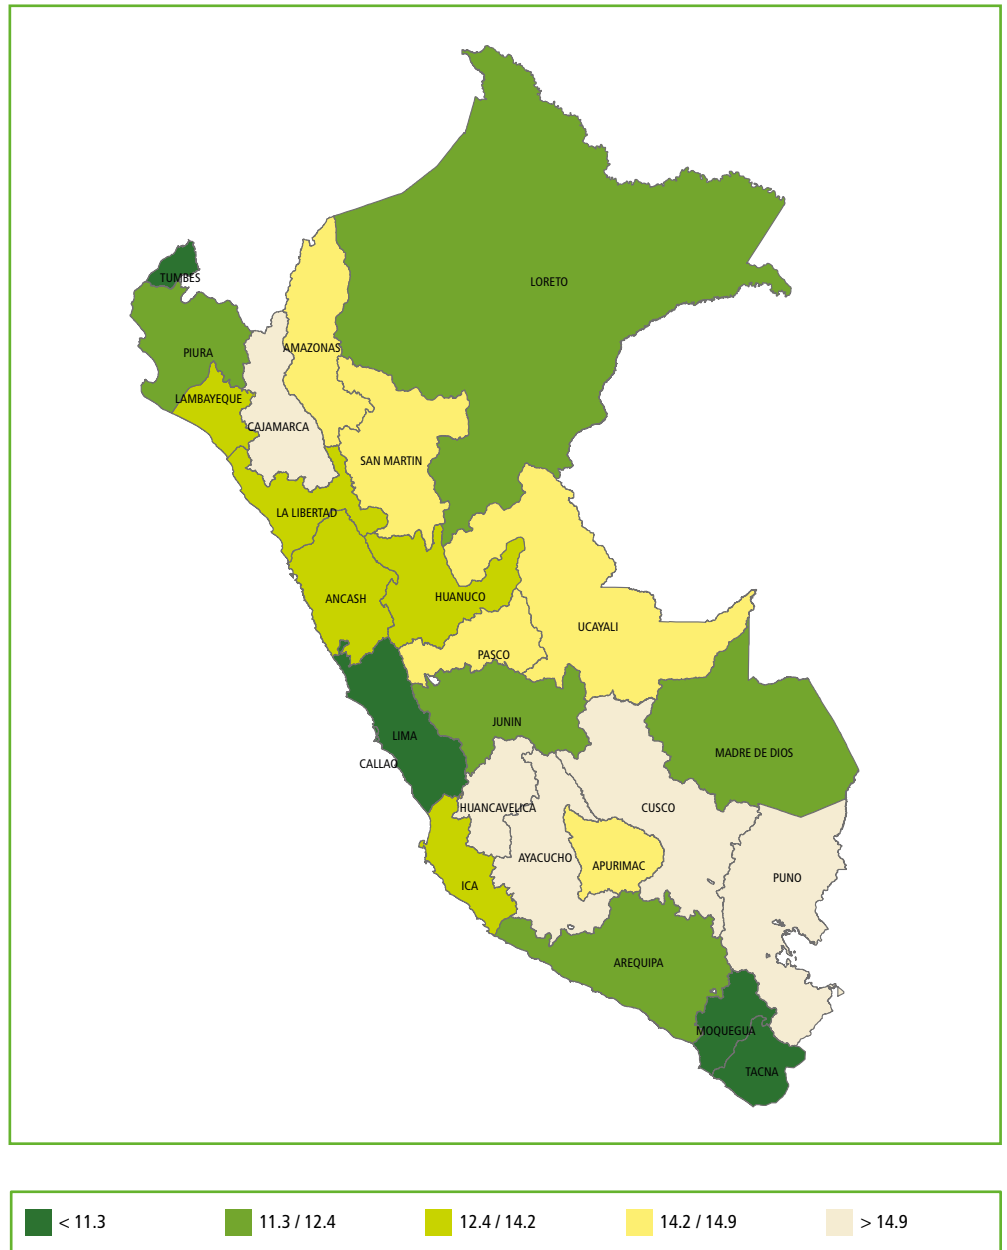 LORETO
TUMBES
AMAZONAS
PIURA
LAMBAYEQUE
CAJAMARCA
SAN MARTIN
LA LIBERTAD
ANCASH
HUANUCO
UCAYALI
PASCO
JUNIN
LIMA
MADRE DE DIOS
CALLAO
HUANCAVELICA
CUSCO
AYACUCHO
APURIMAC
PUNO
ICA
AREQUIPA
MOQUEGUA
TACNA
< 11.3
11.3 / 12.4
12.4 / 14.2
14.2 / 14.9
> 14.9